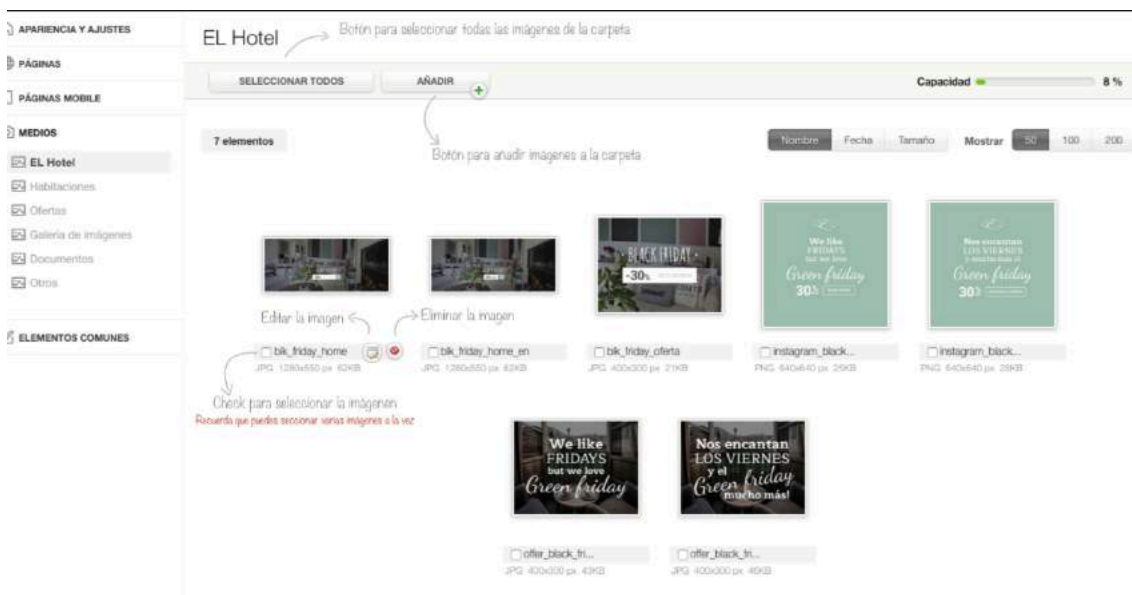 APARIENCIA Y AJUSTES
PÁGINAS
PÁGINAS MOBILE
MEDIOS
EL Hotel
Habitaciones
Ofertas
Galería de imágenes
Documentos
Otros
ELEMENTOS COMUNES
EL Hotel
Botón para seleccionar todas las imágenes de la carpeta
SELECCIONAR TODOS
AÑADIR
Capacidad
8 %
7 elementos
Botón para añadir imágenes a la carpeta
Nombre
Fecha
Tamaño
Mostrar
50
100
200
BLACK FRIDAY
-30%
We like
FRIDAYS
but we love
Green friday
30%
Nos encantan
LOS VIERNES
y mucho más el
Green friday
30%
Editar la imagen
Eliminar la imagen
blk_friday_home
JPG 1280x550 px 62KB
blk_friday_home_en
JPG 1280x550 px 62KB
blk_friday_oferta
JPG 400x300 px 21KB
instagram_black...
PNG 640x640 px 26KB
instagram_black...
PNG 640x640 px 28KB
Check para seleccionar la imágenen
Recuerda que puedes seccionar varias imágenes a la vez
We like
FRIDAYS
but we love
Green friday
Nos encantan
LOS VIERNES
y el
Green friday
mucho más!
offer_black_fri...
JPG 400x300 px 43KB
offer_black_fri...
JPG 400x300 px 46KB